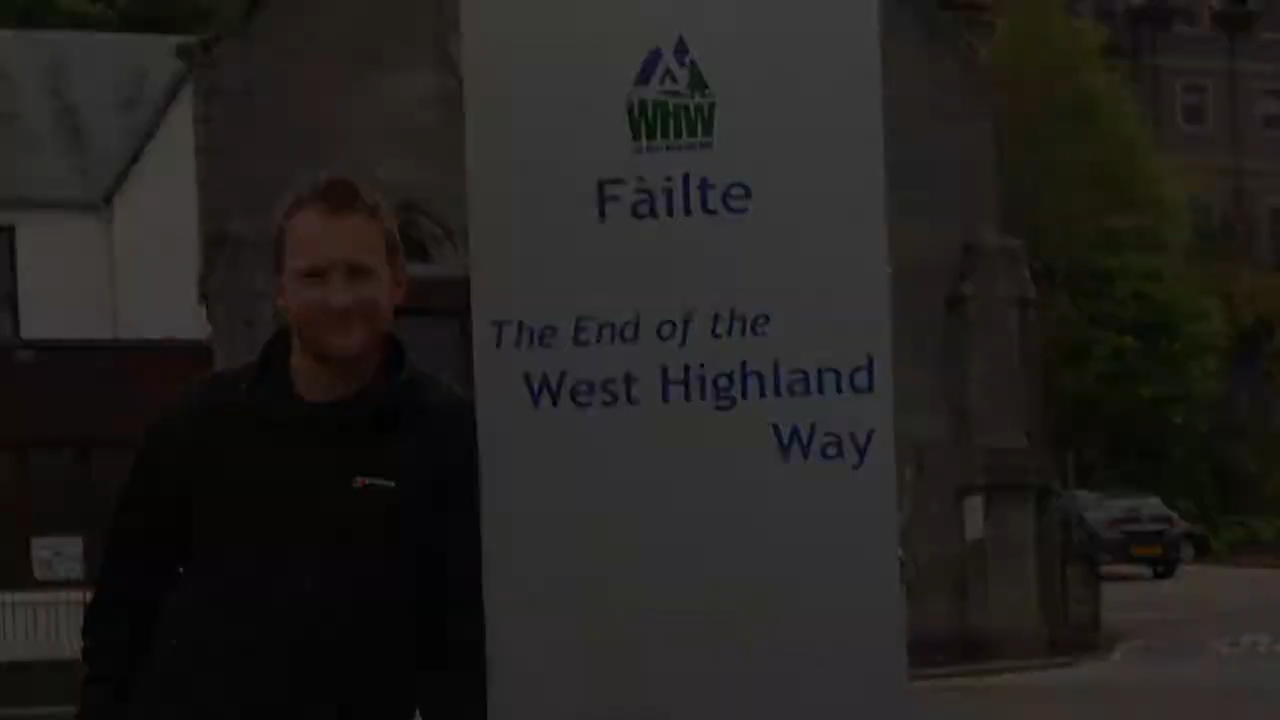 WHW
Fàilte
The End of the
West Highland
Way